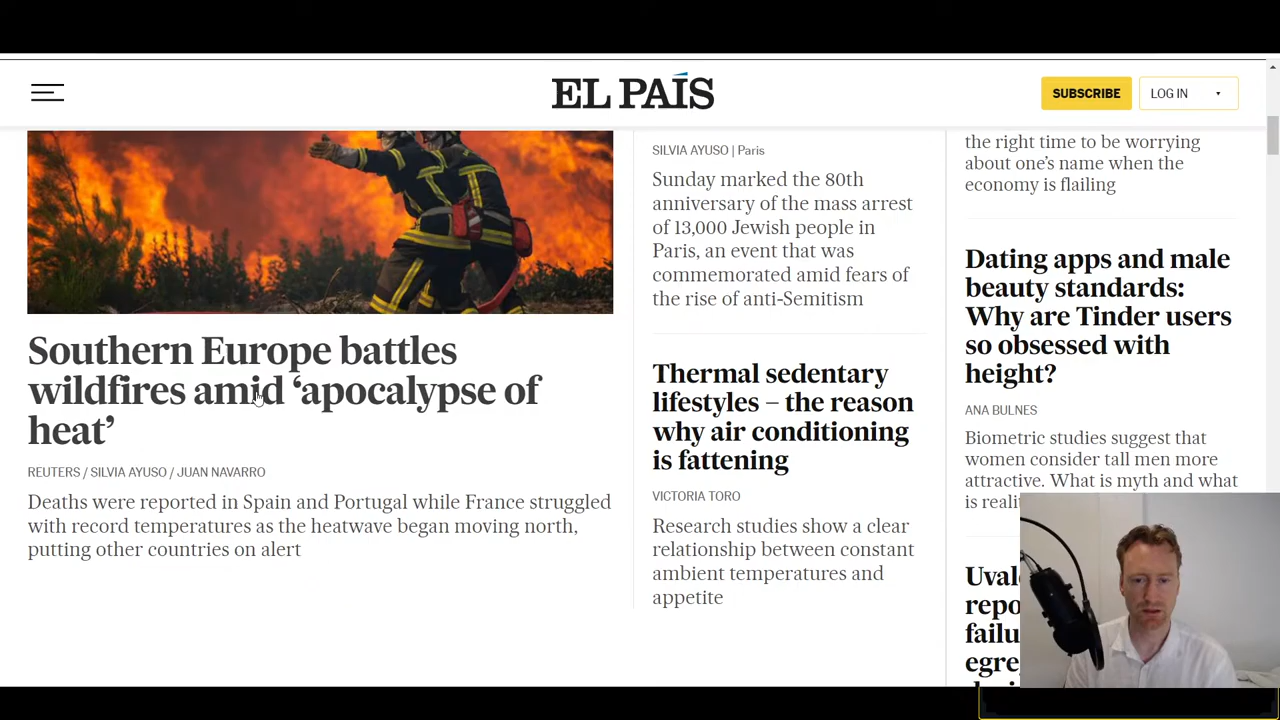 EL PAÍS
SUBSCRIBE
LOG IN
Southern Europe battles
wildfires amid ‘apocalypse of
heat’
REUTERS / SILVIA AYUSO / JUAN NAVARRO
Deaths were reported in Spain and Portugal while France struggled
with record temperatures as the heatwave began moving north,
putting other countries on alert
SILVIA AYUSO | Paris
Sunday marked the 80th
anniversary of the mass arrest
of 13,000 Jewish people in
Paris, an event that was
commemorated amid fears of
the rise of anti-Semitism
Thermal sedentary
lifestyles – the reason
why air conditioning
is fattening
VICTORIA TORO
Research studies show a clear
relationship between constant
ambient temperatures and
appetite
the right time to be worrying
about one’s name when the
economy is flailing
Dating apps and male
beauty standards:
Why are Tinder users
so obsessed with
height?
ANA BULNES
Biometric studies suggest that
women consider tall men more
attractive. What is myth and what
is